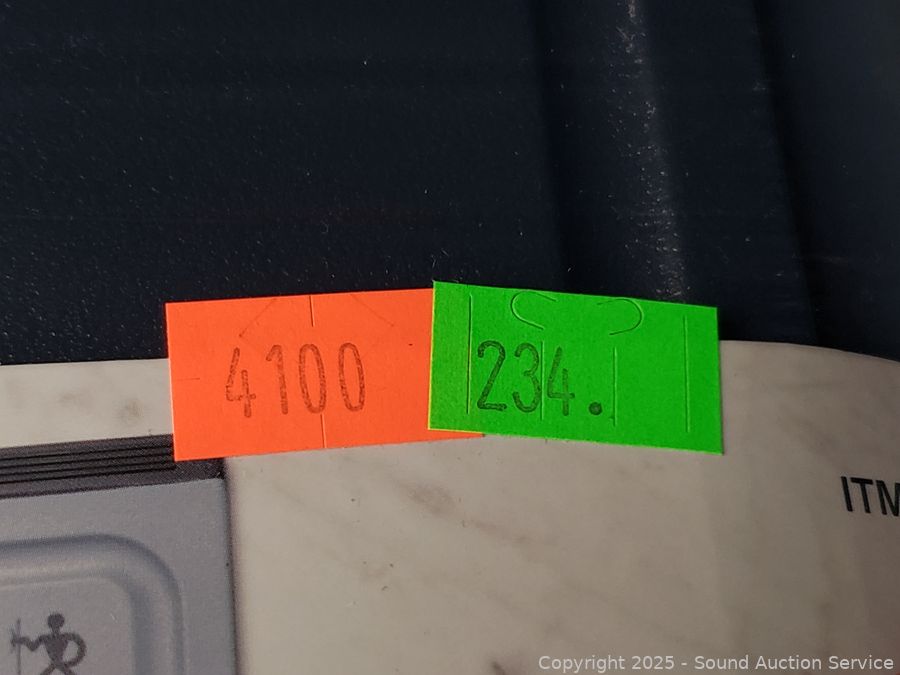 4100
234.
ITM
Copyright 2025 - Sound Auction Service